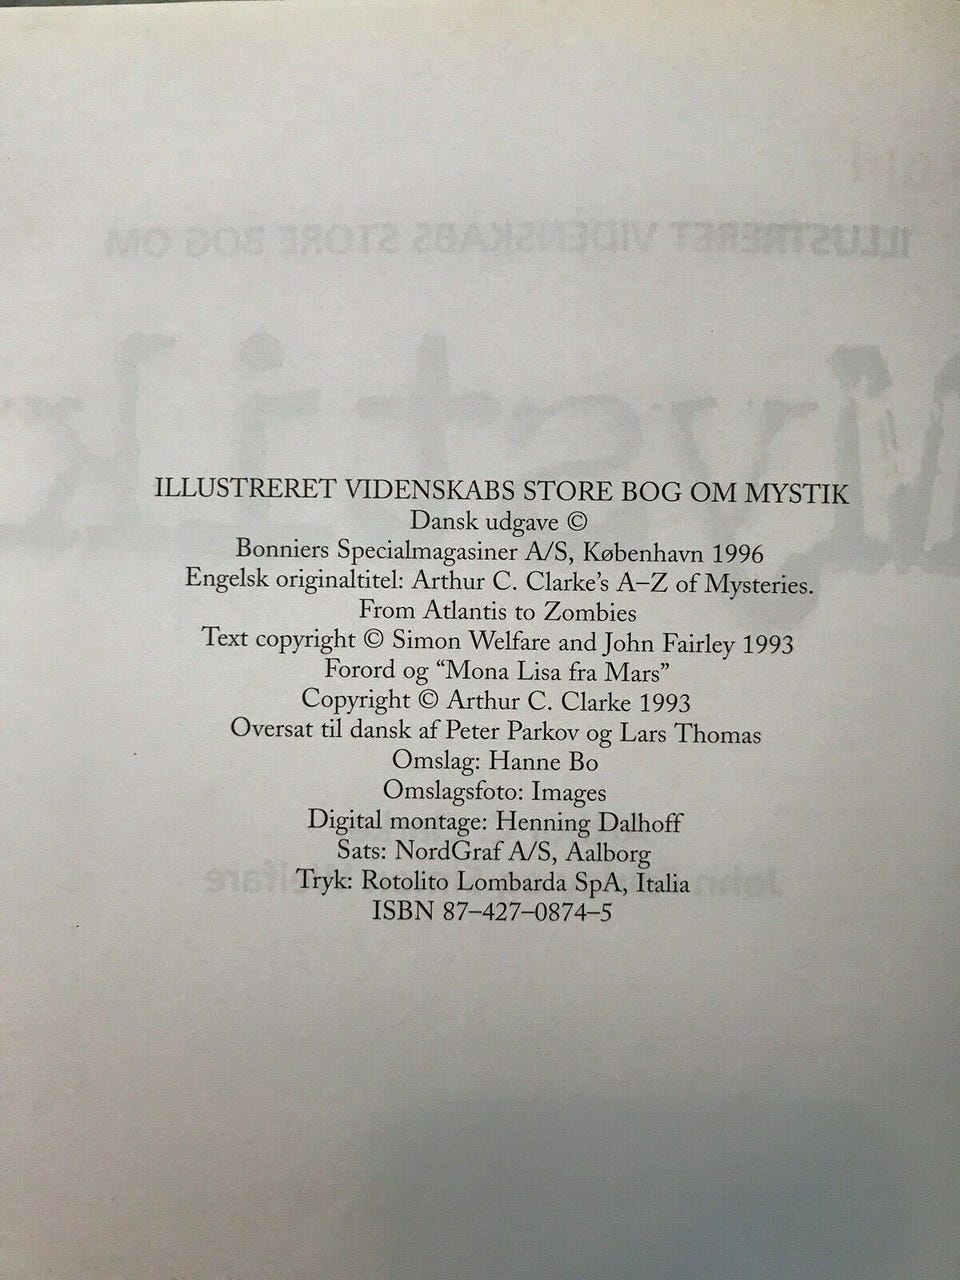 ILLUSTRERET VIDENSKABS STORE BOG OM MYSTIK
Dansk udgave ©
Bonniers Specialmagasiner A/S, København 1996
Engelsk originaltitel: Arthur C. Clarke's A–Z of Mysteries.
From Atlantis to Zombies
Text copyright © Simon Welfare and John Fairley 1993
Forord og “Mona Lisa fra Mars”
Copyright © Arthur C. Clarke 1993
Oversat til dansk af Peter Parkov og Lars Thomas
Omslag: Hanne Bo
Omslagsfoto: Images
Digital montage: Henning Dalhoff
Sats: NordGraf A/S, Aalborg
Tryk: Rotolito Lombarda SpA, Italia
ISBN 87–427–0874–5